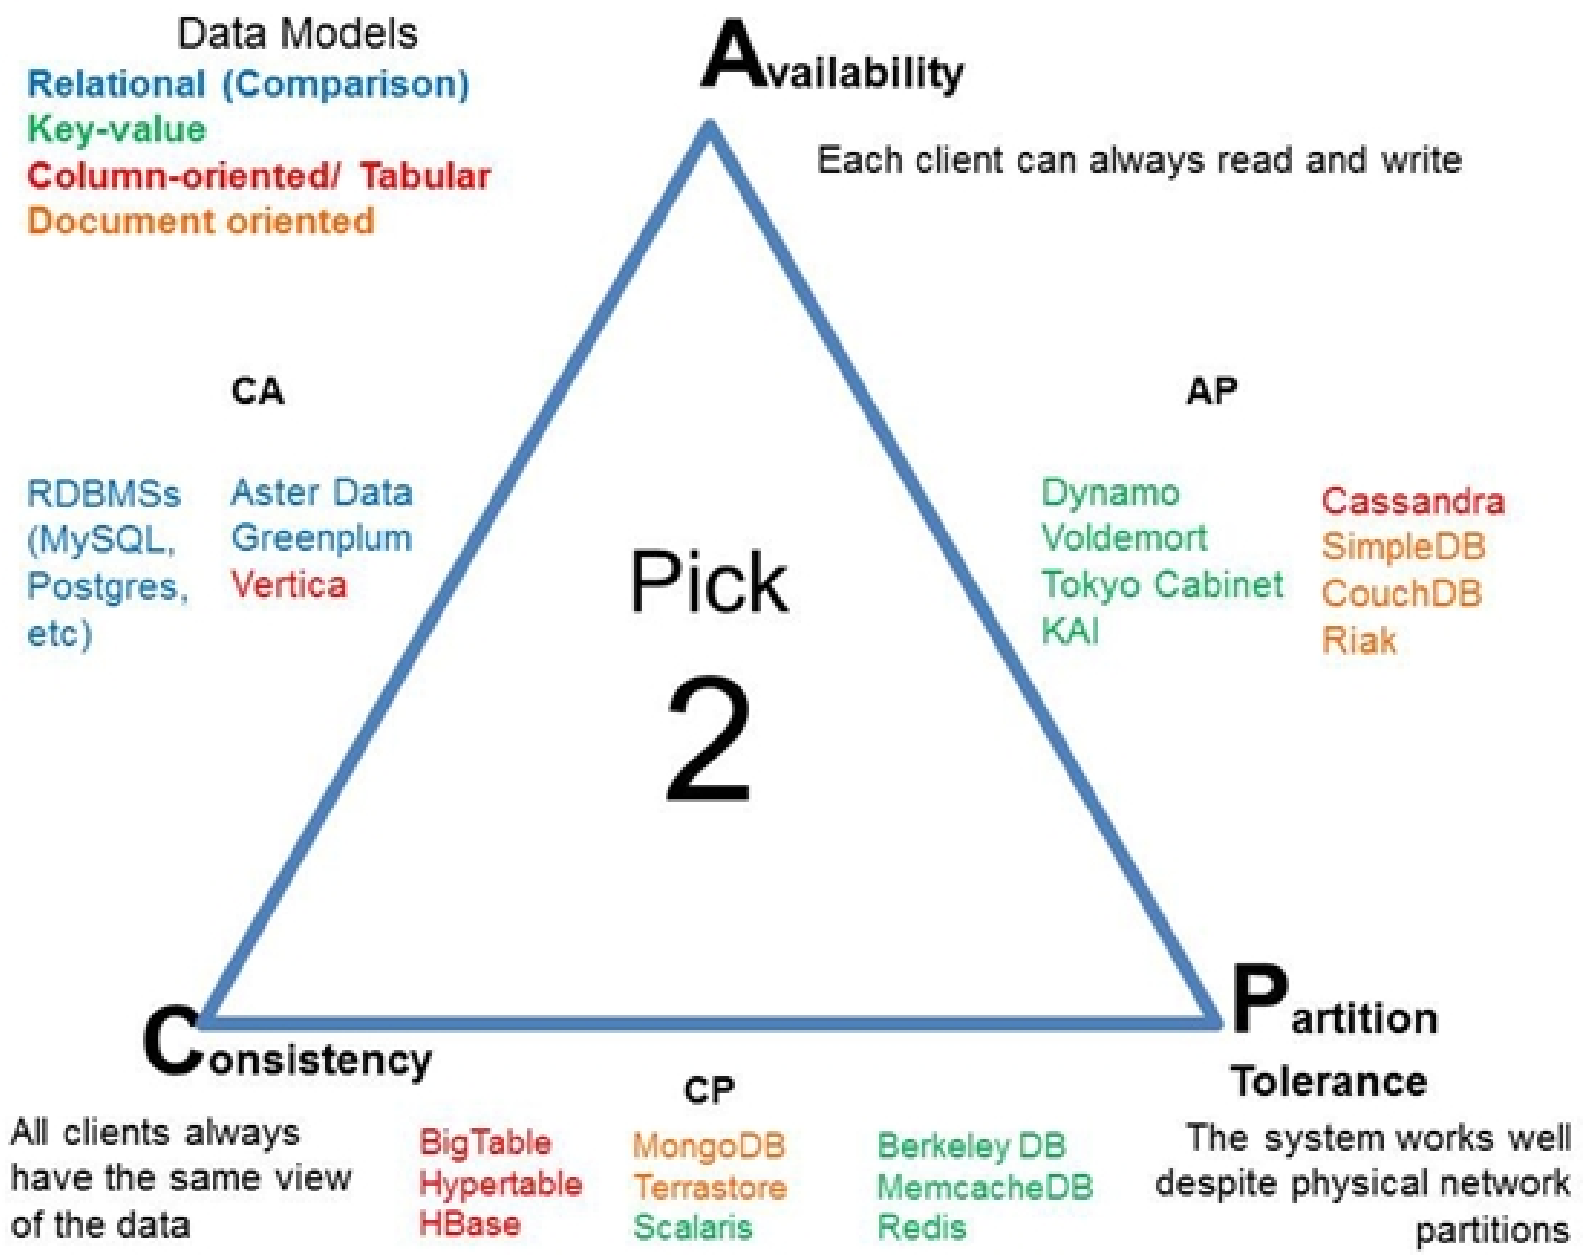 Data Models
Relational (Comparison)
Key-value
Column-oriented/ Tabular
Document oriented
Availability
Each client can always read and write
CA
RDBMSs
(MySQL,
Postgres,
etc)
Aster Data
Greenplum
Vertica
Pick
2
AP
Dynamo
Voldemort
Tokyo Cabinet
KAI
Cassandra
SimpleDB
CouchDB
Riak
Consistency
All clients always
have the same view
of the data
CP
BigTable
Hypertable
HBase
MongoDB
Terrastore
Scalaris
Berkeley DB
MemcacheDB
Redis
Partition
Tolerance
The system works well
despite physical network
partitions